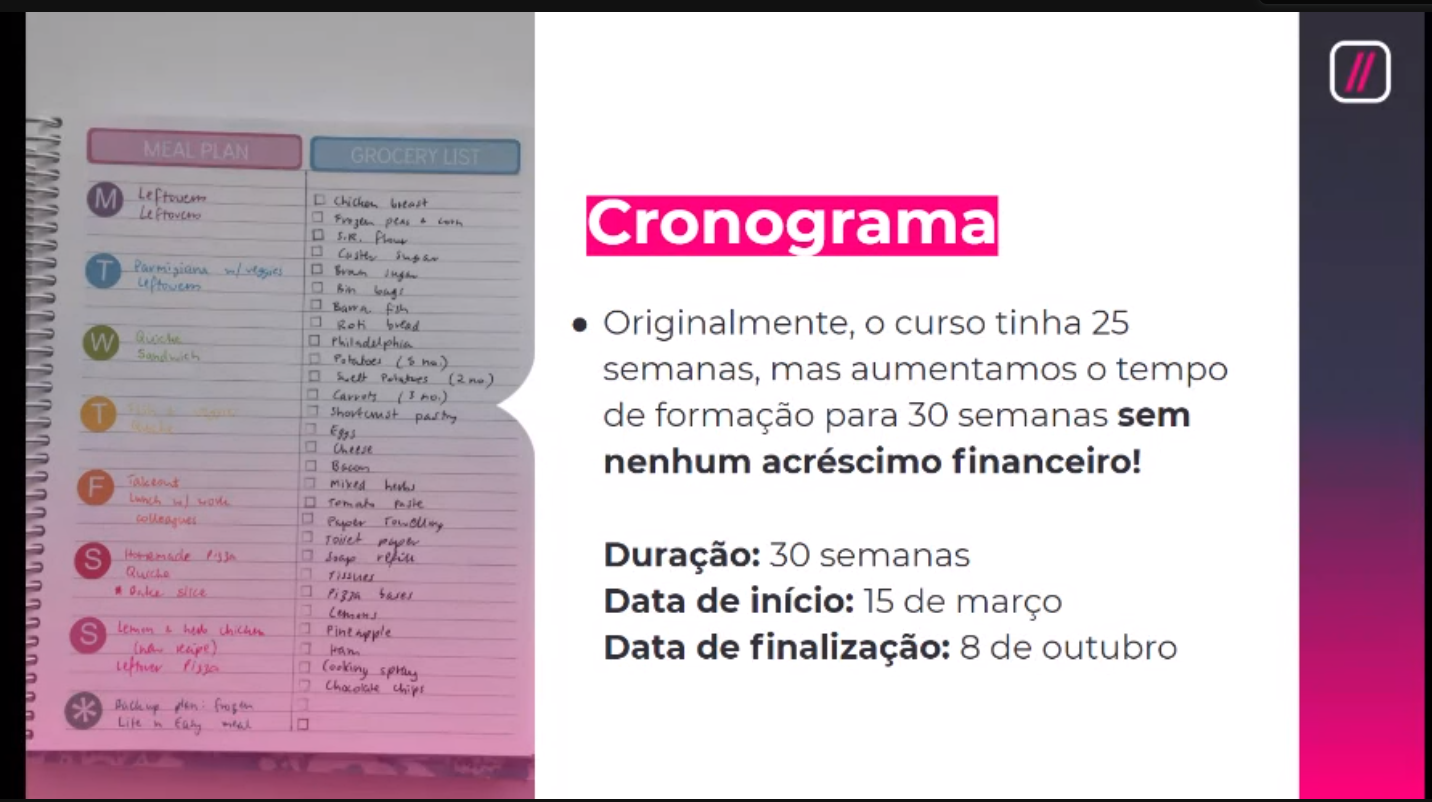 MEAL PLAN
M
Leftovers
Leftovers
T
Parmigiana w/ veggies
Leftovers
W
Quiche
Sandwich
T
Quiche
F
Takeout
Lunch w/ work
colleagues
S
Homemade Pizza
Quiche
Bake slice
S
Lemon & herb chicken
(new recipe)
Leftover Pizza
Backup plan: frozen
Lite n Easy meal
GROCERY LIST
Chicken breast
Frozen peas & corn
S.R. flour
Caster sugar
Brown sugar
Bin bags
Barra fish
Roti bread
Philadelphia
Potatoes (5 no.)
Sweet Potatoes (2 no.)
Carrots (3 no.)
Shortcrust pastry
Eggs
Cheese
Bacon
Mixed herbs
Tomato paste
Paper Towelling
Toilet paper
Soap refill
Tissues
Pizza bases
Lemons
Pineapple
Ham
Cooking spray
Chocolate chips
Cronograma
Originalmente, o curso tinha 25
semanas, mas aumentamos o tempo
de formação para 30 semanas sem
nenhum acréscimo financeiro!
Duração: 30 semanas
Data de início: 15 de março
Data de finalização: 8 de outubro